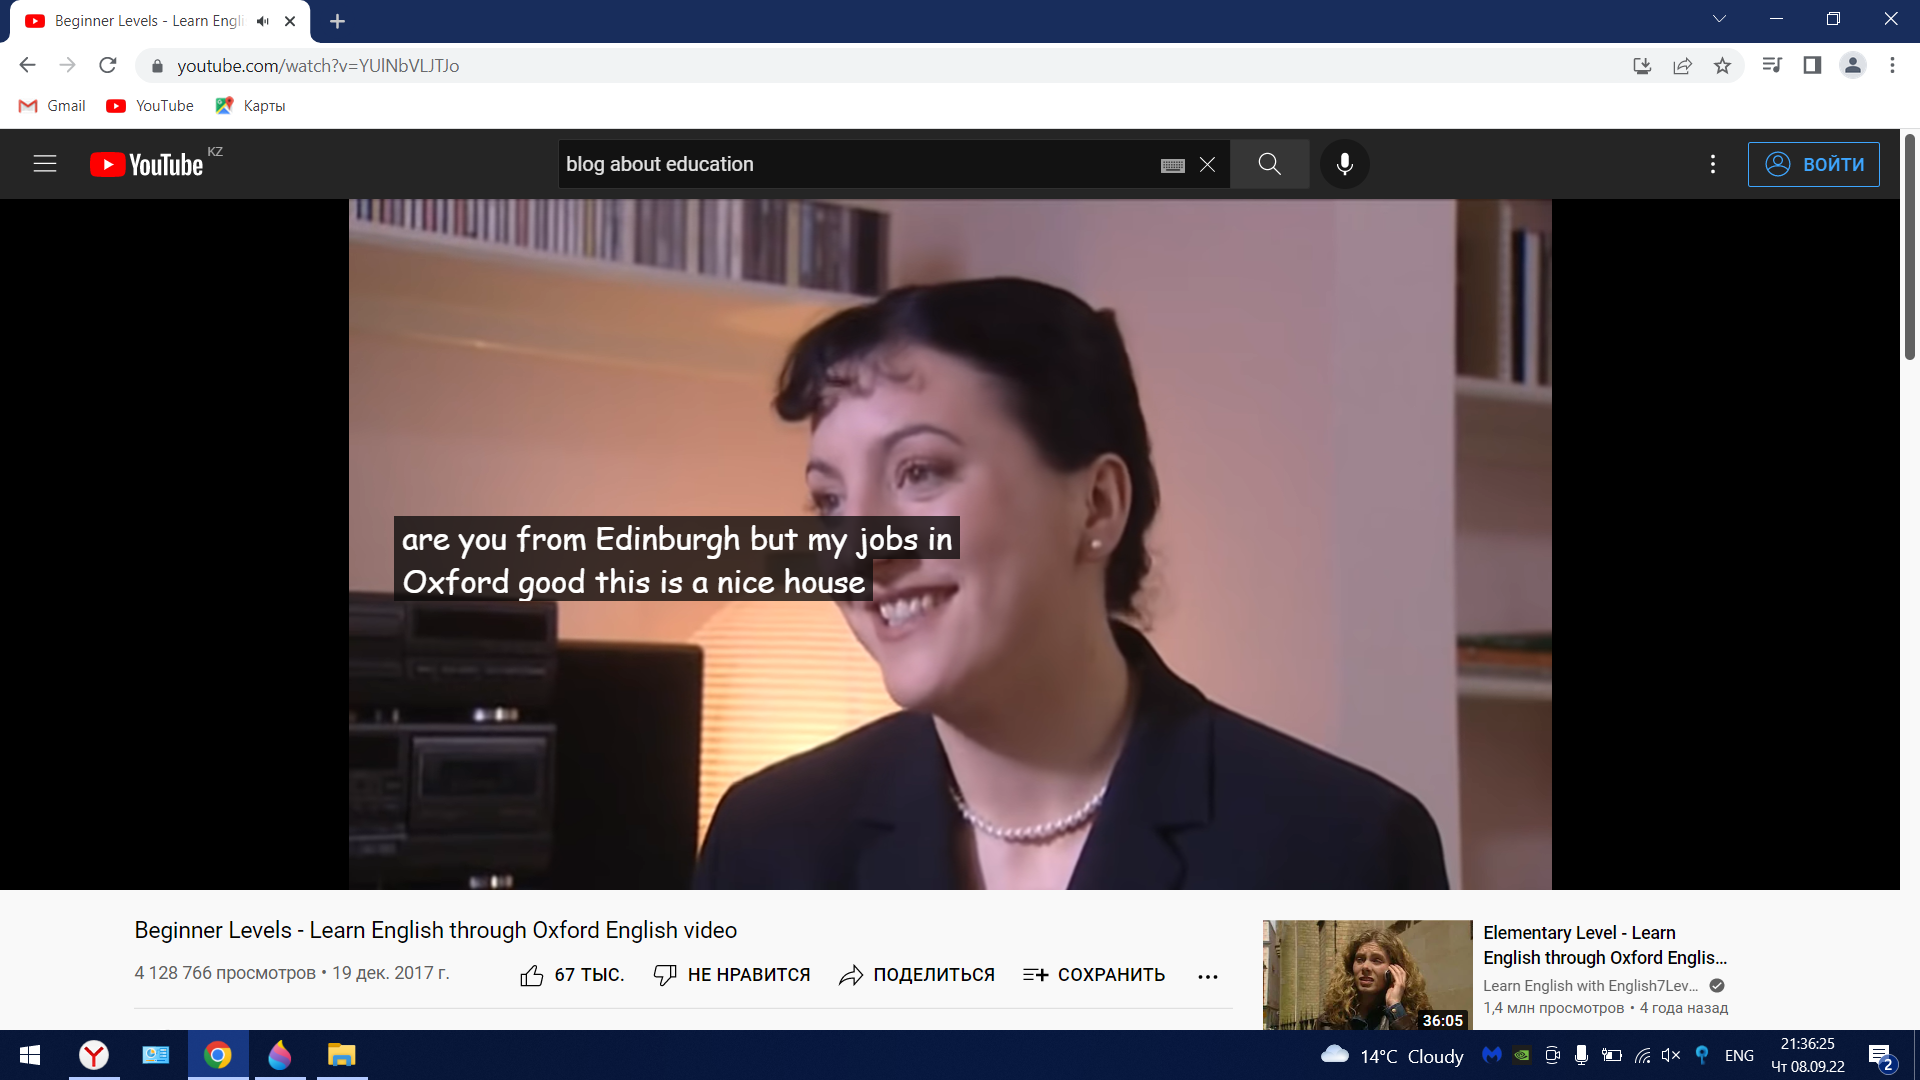 Beginner Levels - Learn Engli
youtube.com/watch?v=YUlNbVLJTJo
Gmail YouTube Карты
YouTube KZ
blog about education
ВОЙТИ
are you from Edinburgh but my jobs in
Oxford good this is a nice house
Beginner Levels - Learn English through Oxford English video
4 128 766 просмотров • 19 дек. 2017 г.
67 ТЫС. НЕ НРАВИТСЯ ПОДЕЛИТЬСЯ СОХРАНИТЬ
Elementary Level - Learn
English through Oxford Englis...
Learn English with English7Lev...
1,4 млн просмотров • 4 года назад
36:05
14°C Cloudy
ENG
21:36:25
Чт 08.09.22
2